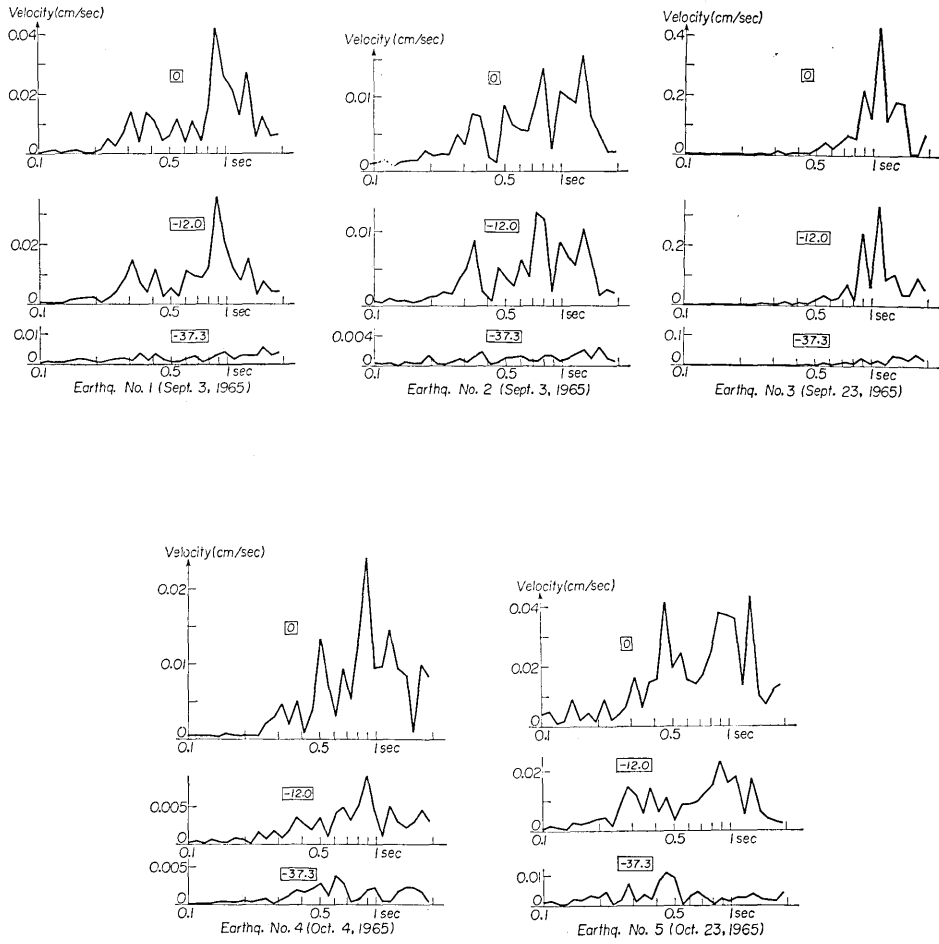 Velocity(cm/sec)
0.04
0
0.02
0
0.1 0.5 1 sec
-12.0
0.02
0
0.1 0.5 1 sec
-37.3
0.01
0
0.1 0.5 1 sec
Earthq. No. 1 (Sept. 3, 1965)
Velocity (cm/sec)
0
0.01
0
0.1 0.5 1 sec
-12.0
0.01
0
0.1 0.5 1 sec
-37.3
0.004
0
0.1 0.5 1 sec
Earthq. No. 2 (Sept. 3, 1965)
Velocity(cm/sec)
0.4
0
0.2
0
0.1 0.5 1 sec
-12.0
0.2
0
0.1 0.5 1 sec
-37.3
0.1
0
0.1 0.5 1 sec
Earthq. No. 3 (Sept. 23, 1965)
Velocity(cm/sec)
0.02
0
0.01
0
0.1 0.5 1 sec
-12.0
0.005
0
0.1 0.5 1 sec
-37.3
0.005
0
0.1 0.5 1 sec
Earthq. No. 4 (Oct. 4, 1965)
Velocity(cm/sec)
0.04
0
0.02
0
0.1 0.5 1 sec
-12.0
0.02
0
0.1 0.5 1 sec
-37.3
0.01
0
0.1 0.5 1 sec
Earthq. No. 5 (Oct. 23, 1965)